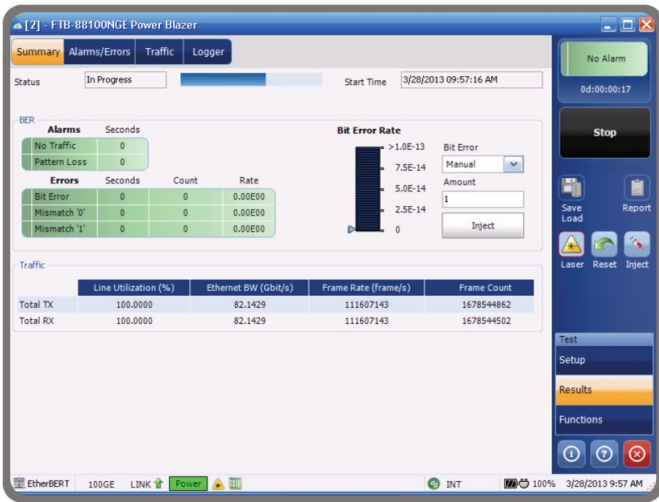 [2] - FTB-88100NGE Power Blazer
Summary Alarms/Errors Traffic Logger
Status In Progress Start Time 3/28/2013 09:57:16 AM
BER
Alarms Seconds
No Traffic 0
Pattern Loss 0
Errors Seconds Count Rate
Bit Error 0 0 0.00E00
Mismatch '0' 0 0 0.00E00
Mismatch '1' 0 0 0.00E00
Bit Error Rate
>1.0E-13
7.5E-14
5.0E-14
2.5E-14
0
Bit Error
Manual
Amount
1
Inject
Traffic
Line Utilization (%) Ethernet BW (Gbit/s) Frame Rate (frame/s) Frame Count
Total TX 100.0000 82.1429 111607143 1678544862
Total RX 100.0000 82.1429 111607143 1678544502
No Alarm
0d:00:00:17
Stop
Save Load
Report
Laser Reset Inject
Test
Setup
Results
Functions
EtherBERT 100GE LINK Power INT 100% 3/28/2013 9:57 AM